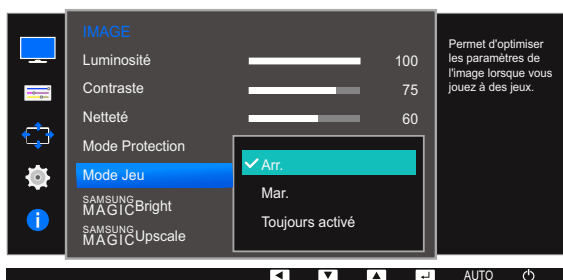 IMAGE
Luminosité 100
Contraste 75
Netteté 60
Mode Protection
Mode Jeu
SAMSUNG
MAGICBright
SAMSUNG
MAGICUpscale
Arr.
Mar.
Toujours activé
Permet d'optimiser
les paramètres de
l'image lorsque vous
jouez à des jeux.
AUTO